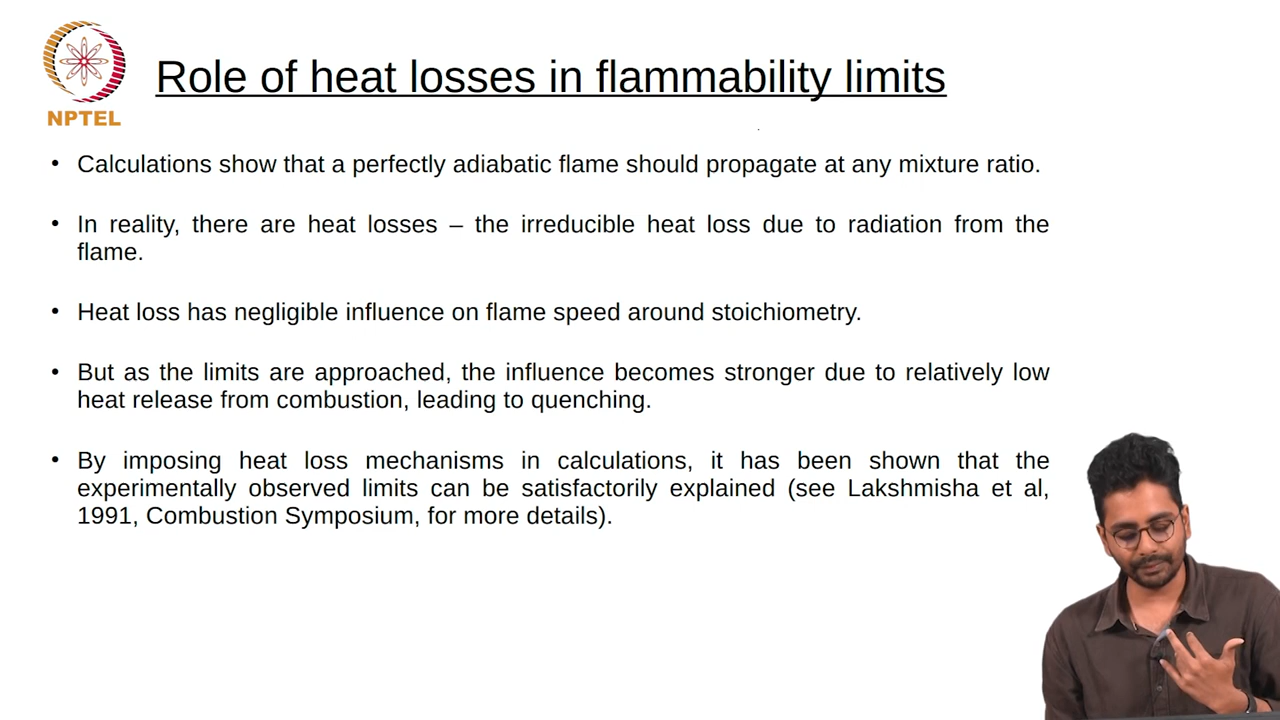 NPTEL
Role of heat losses in flammability limits
• Calculations show that a perfectly adiabatic flame should propagate at any mixture ratio.
• In reality, there are heat losses – the irreducible heat loss due to radiation from the
flame.
• Heat loss has negligible influence on flame speed around stoichiometry.
• But as the limits are approached, the influence becomes stronger due to relatively low
heat release from combustion, leading to quenching.
• By imposing heat loss mechanisms in calculations, it has been shown that the
experimentally observed limits can be satisfactorily explained (see Lakshmisha et al,
1991, Combustion Symposium, for more details).